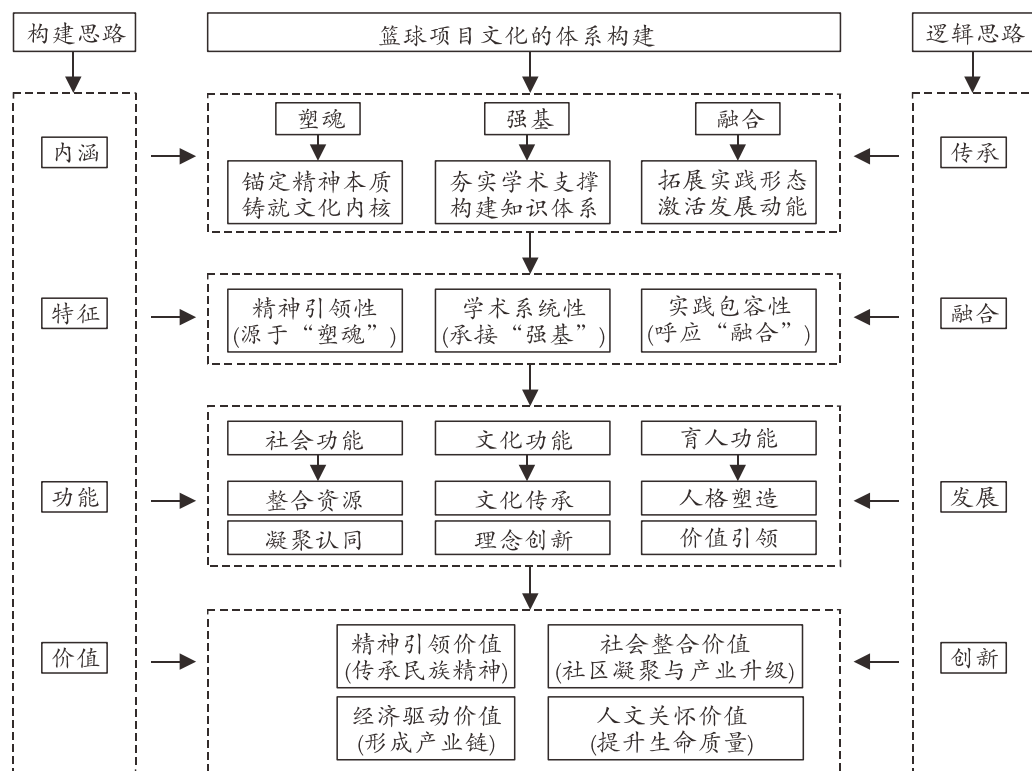 构建思路
篮球项目文化的体系构建
逻辑思路
塑魂
强基
融合
内涵
锚定精神本质
铸就文化内核
夯实学术支撑
构建知识体系
拓展实践形态
激活发展动能
传承
特征
精神引领性
(源于“塑魂”)
学术系统性
(承接“强基”)
实践包容性
(呼应“融合”)
融合
社会功能
文化功能
育人功能
功能
整合资源
文化传承
人格塑造
发展
凝聚认同
理念创新
价值引领
价值
精神引领价值
(传承民族精神)
社会整合价值
(社区凝聚与产业升级)
创新
经济驱动价值
(形成产业链)
人文关怀价值
(提升生命质量)